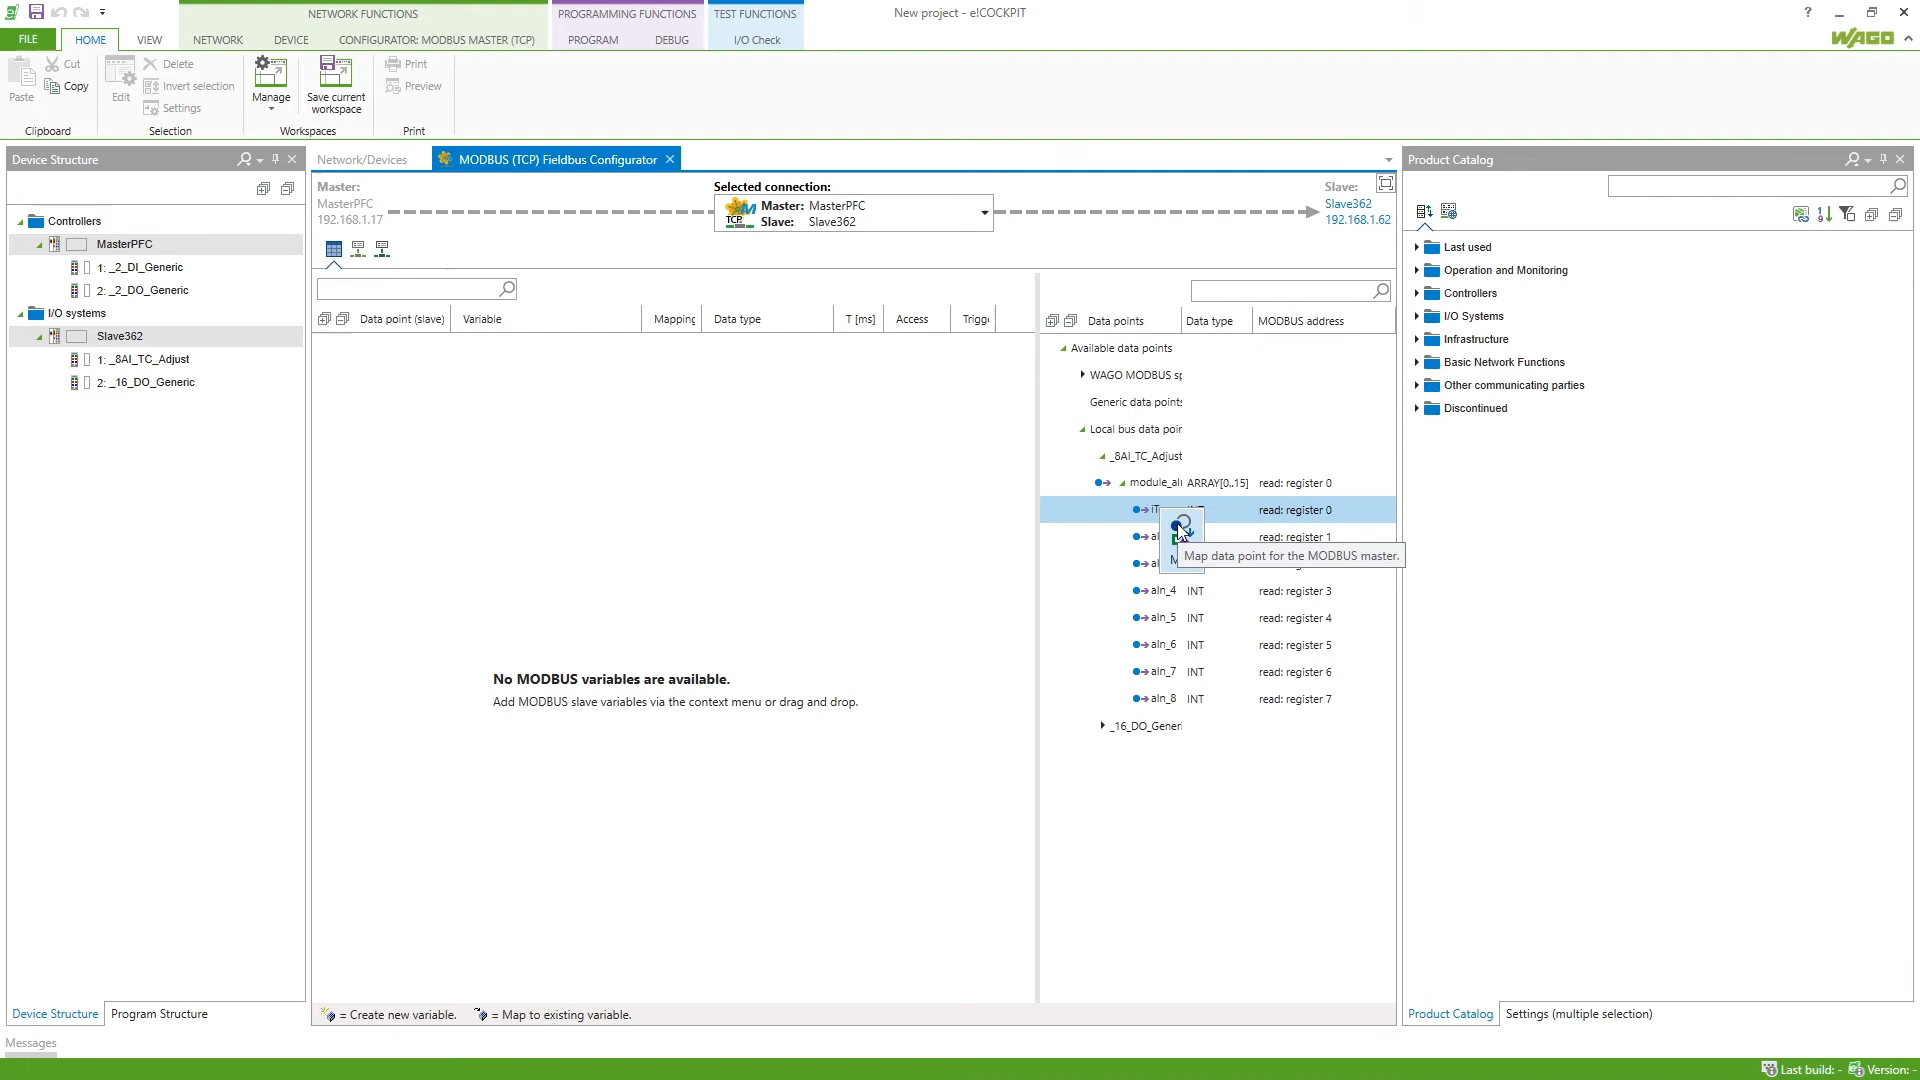 NETWORK FUNCTIONS
PROGRAMMING FUNCTIONS
TEST FUNCTIONS
New project - e!COCKPIT
?
FILE
HOME
VIEW
NETWORK
DEVICE
CONFIGURATOR: MODBUS MASTER (TCP)
PROGRAM
DEBUG
I/O Check
WAGO
Paste
Cut
Copy
Clipboard
Edit
Delete
Invert selection
Settings
Selection
Manage
Save current
workspace
Workspaces
Print
Preview
Print
Device Structure
Controllers
MasterPFC
1: _2_DI_Generic
2: _2_DO_Generic
I/O systems
Slave362
1: _8AI_TC_Adjust
2: _16_DO_Generic
Device Structure
Program Structure
Network/Devices
MODBUS (TCP) Fieldbus Configurator
Master:
MasterPFC
192.168.1.17
Selected connection:
TCP
Master: MasterPFC
Slave: Slave362
Slave:
Slave362
192.168.1.62
Data point (slave)
Variable
Mapping
Data type
T [ms]
Access
Trigg
No MODBUS variables are available.
Add MODBUS slave variables via the context menu or drag and drop.
= Create new variable.
= Map to existing variable.
Data points
Data type
MODBUS address
Available data points
WAGO MODBUS sp
Generic data points
Local bus data poin
_8AI_TC_Adjust
module_aIn ARRAY[0..15] read: register 0
read: register 0
read: register 1
Map data point for the MODBUS master.
aIn_4 INT read: register 3
aIn_5 INT read: register 4
aIn_6 INT read: register 5
aIn_7 INT read: register 6
aIn_8 INT read: register 7
_16_DO_Generi
Product Catalog
Last used
Operation and Monitoring
Controllers
I/O Systems
Infrastructure
Basic Network Functions
Other communicating parties
Discontinued
Product Catalog
Settings (multiple selection)
Messages
Last build: -
Version: -